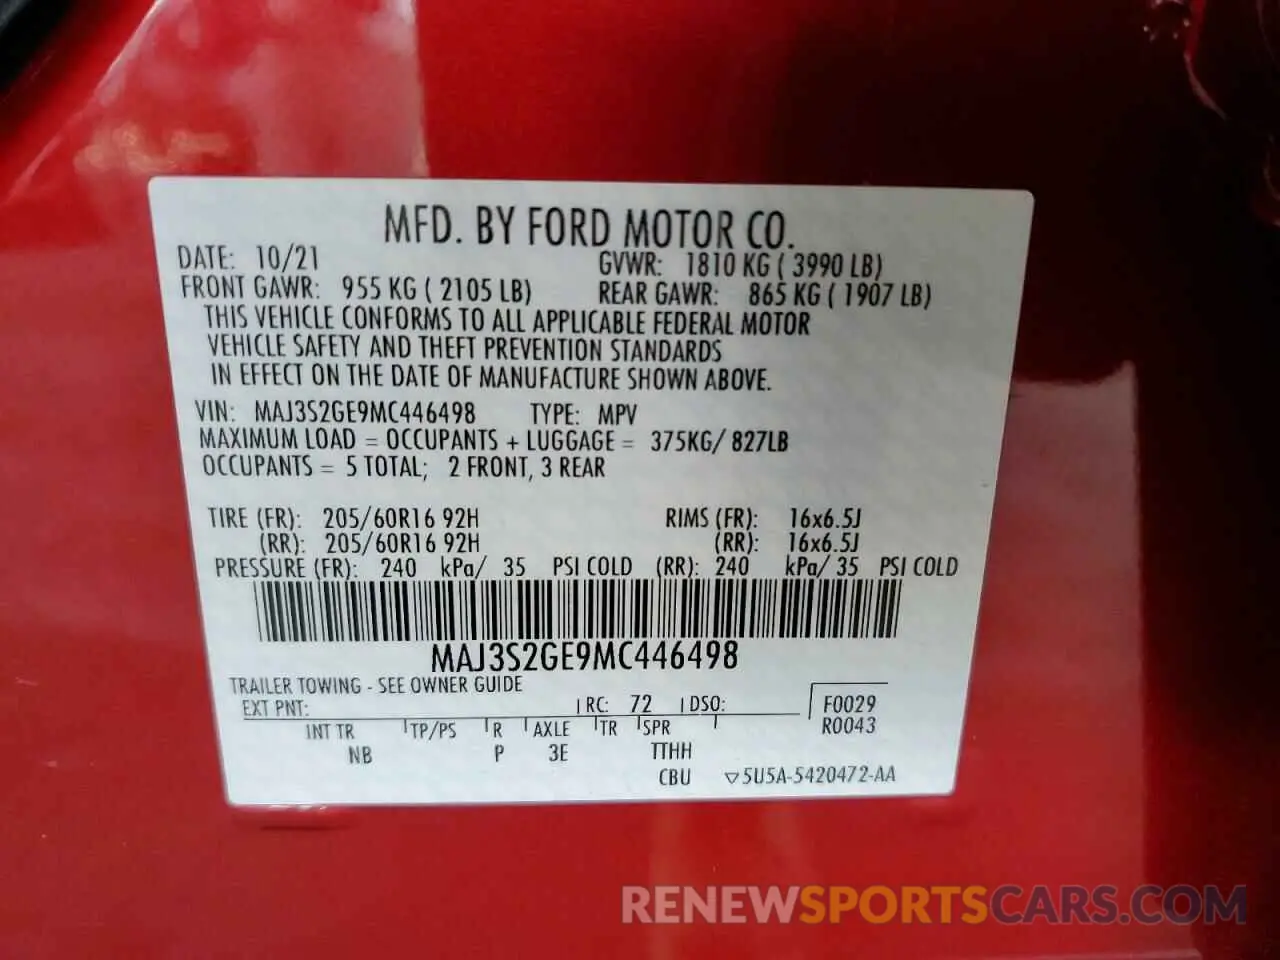 MFD. BY FORD MOTOR CO.
DATE: 10/21 GVWR: 1810 KG ( 3990 LB)
FRONT GAWR: 955 KG ( 2105 LB) REAR GAWR: 865 KG ( 1907 LB)
THIS VEHICLE CONFORMS TO ALL APPLICABLE FEDERAL MOTOR
VEHICLE SAFETY AND THEFT PREVENTION STANDARDS
IN EFFECT ON THE DATE OF MANUFACTURE SHOWN ABOVE.
VIN: MAJ3S2GE9MC446498 TYPE: MPV
MAXIMUM LOAD = OCCUPANTS + LUGGAGE = 375KG/ 827LB
OCCUPANTS = 5 TOTAL; 2 FRONT, 3 REAR
TIRE (FR): 205/60R16 92H RIMS (FR): 16x6.5J
(RR): 205/60R16 92H (RR): 16x6.5J
PRESSURE (FR): 240 kPa/ 35 PSI COLD (RR): 240 kPa/ 35 PSI COLD
MAJ3S2GE9MC446498
TRAILER TOWING - SEE OWNER GUIDE
EXT PNT: RC: 72 DSO: F0029
INT TR TP/PS R AXLE TR SPR R0043
NB P 3E TTHH
CBU ▽5U5A-5420472-AA
RENEWSPORTSCARS.COM